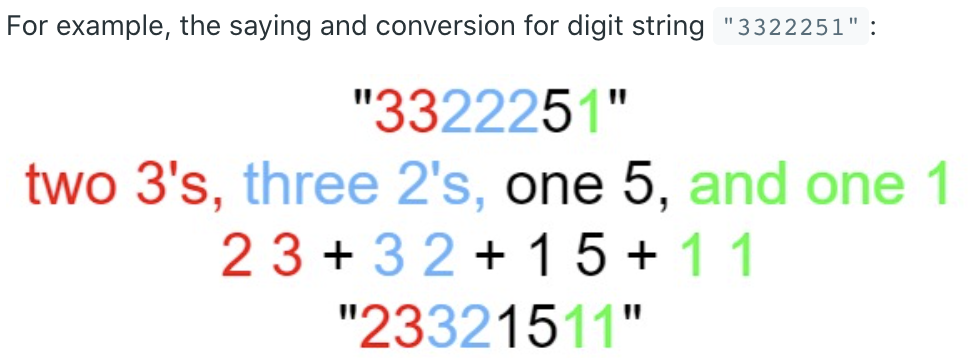 For example, the saying and conversion for digit string "3322251" :
"3322251"
two 3's, three 2's, one 5, and one 1
2 3 + 3 2 + 1 5 + 1 1
"23321511"